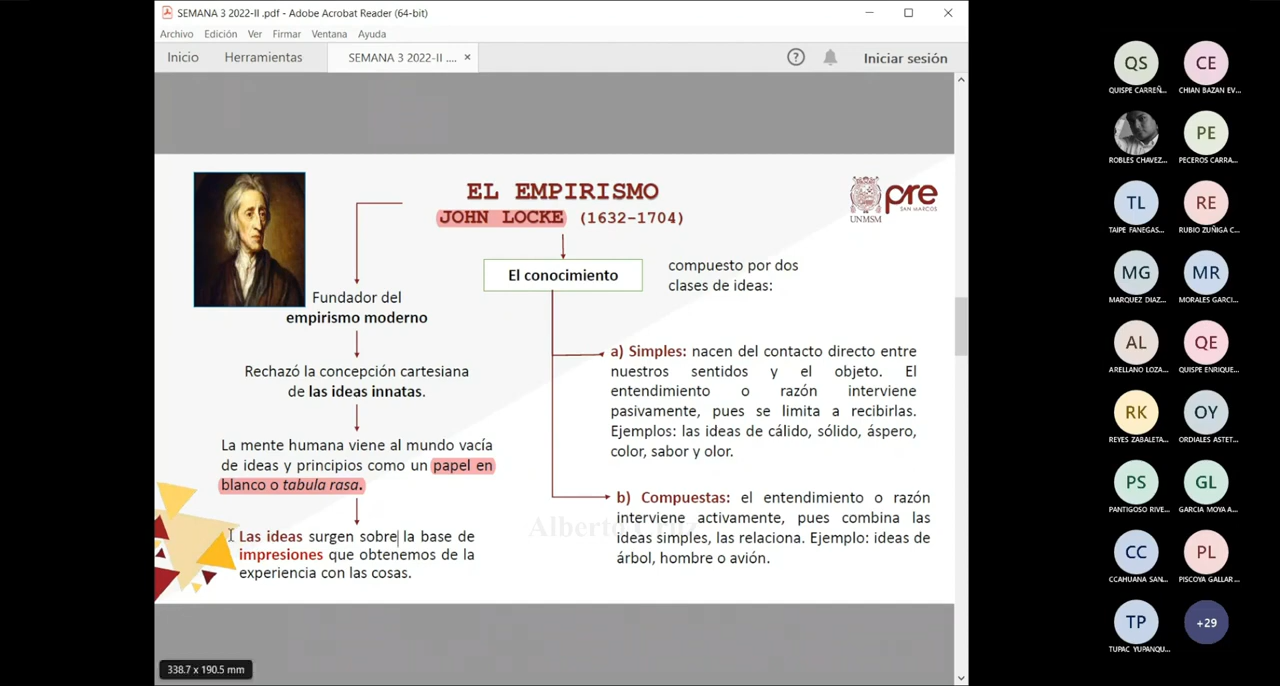 SEMANA 3 2022-II .pdf - Adobe Acrobat Reader (64-bit)
Archivo Edición Ver Firmar Ventana Ayuda
Inicio Herramientas SEMANA 3 2022-II .... × ? Iniciar sesión
EL EMPIRISMO
JOHN LOCKE (1632-1704)
UNMSM
pre
SAN MARCOS
El conocimiento
compuesto por dos
clases de ideas:
Fundador del
empirismo moderno
Rechazó la concepción cartesiana
de las ideas innatas.
La mente humana viene al mundo vacía
de ideas y principios como un papel en
blanco o tabula rasa.
Las ideas surgen sobre la base de
impresiones que obtenemos de la
experiencia con las cosas.
a) Simples: nacen del contacto directo entre
nuestros sentidos y el objeto. El
entendimiento o razón interviene
pasivamente, pues se limita a recibirlas.
Ejemplos: las ideas de cálido, sólido, áspero,
color, sabor y olor.
b) Compuestas: el entendimiento o razón
interviene activamente, pues combina las
ideas simples, las relaciona. Ejemplo: ideas de
árbol, hombre o avión.
Alberto Cruz
338.7 x 190.5 mm
QS CE
QUISPE CARREÑ... CHIAN BAZAN EV...
PE
ROBLES CHAVEZ... PECEROS CARRA...
TL RE
TAIPE FANEGAS... RUBIO ZUÑIGA C...
MG MR
MARQUEZ DIAZ... MORALES GARCI...
AL QE
ARELLANO LOZA... QUISPE ENRIQUE...
RK OY
REYES ZABALETA... ORDIALES ASTET...
PS GL
PANTIGOSO RIVE... GARCIA MOYA A...
CC PL
CCAHUANA SAN... PISCOYA GALLAR...
TP +29
TUPAC YUPANQU...